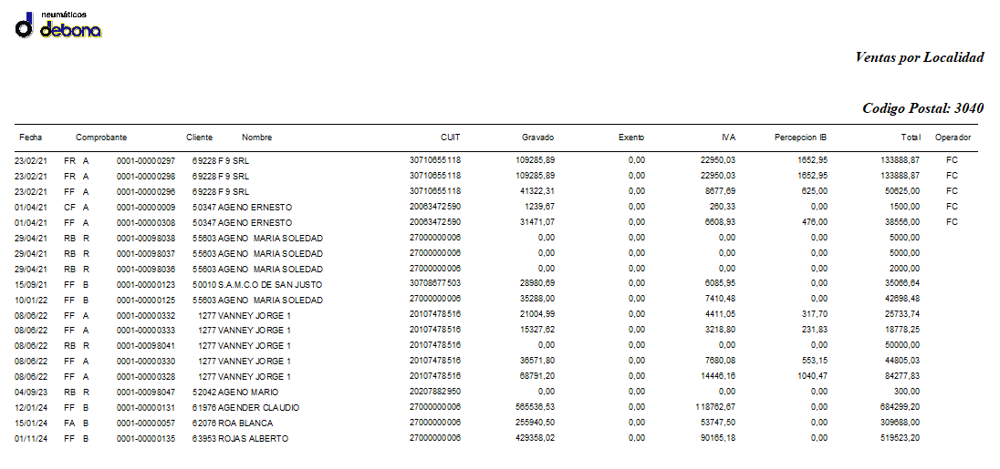 neumáticos
debona
Ventas por Localidad
Codigo Postal: 3040
Fecha Comprobante Cliente Nombre CUIT Gravado Exento IVA Percepcion IB Total Operador
23/02/21 FR A 0001-00000297 69228 F 9 SRL 30710655118 109285,89 0,00 22950,03 1652,95 133888,87 FC
23/02/21 FR A 0001-00000298 69228 F 9 SRL 30710655118 109285,89 0,00 22950,03 1652,95 133888,87 FC
23/02/21 FF A 0001-00000296 69228 F 9 SRL 30710655118 41322,31 0,00 8677,69 625,00 50625,00 FC
01/04/21 CF A 0001-00000009 50347 AGENO ERNESTO 20063472590 1239,67 0,00 260,33 0,00 1500,00 FC
01/04/21 FF A 0001-00000308 50347 AGENO ERNESTO 20063472590 31471,07 0,00 6608,93 476,00 38556,00 FC
29/04/21 RB R 0001-00098038 55603 AGENO MARIA SOLEDAD 27000000006 0,00 0,00 0,00 0,00 5000,00
29/04/21 RB R 0001-00098037 55603 AGENO MARIA SOLEDAD 27000000006 0,00 0,00 0,00 0,00 5000,00
29/04/21 RB R 0001-00098036 55603 AGENO MARIA SOLEDAD 27000000006 0,00 0,00 0,00 0,00 2000,00
15/09/21 FF B 0001-00000123 50010 S.A.M.C.O DE SAN JUSTO 30708677503 28980,69 0,00 6085,95 0,00 35066,64
10/01/22 FF B 0001-00000125 55603 AGENO MARIA SOLEDAD 27000000006 35288,00 0,00 7410,48 0,00 42698,48
08/06/22 FF A 0001-00000332 1277 VANNEY JORGE 1 20107478516 21004,99 0,00 4411,05 317,70 25733,74
08/06/22 FF A 0001-00000333 1277 VANNEY JORGE 1 20107478516 15327,62 0,00 3218,80 231,83 18778,25
08/06/22 RB R 0001-00098041 1277 VANNEY JORGE 1 20107478516 0,00 0,00 0,00 0,00 50000,00
08/06/22 FF A 0001-00000330 1277 VANNEY JORGE 1 20107478516 36571,80 0,00 7680,08 553,15 44805,03
08/06/22 FF A 0001-00000328 1277 VANNEY JORGE 1 20107478516 68791,20 0,00 14446,16 1040,47 84277,83
04/09/23 RB R 0001-00098047 52042 AGENO MARIO 20207882950 0,00 0,00 0,00 0,00 300,00
12/01/24 FF B 0001-00000131 61976 AGENDER CLAUDIO 27000000006 565536,53 0,00 118762,67 0,00 684299,20
15/01/24 FA B 0001-00000057 62076 ROA BLANCA 27000000006 255940,50 0,00 53747,50 0,00 309688,00
01/11/24 FF B 0001-00000135 63953 ROJAS ALBERTO 27000000006 429358,02 0,00 90165,18 0,00 519523,20